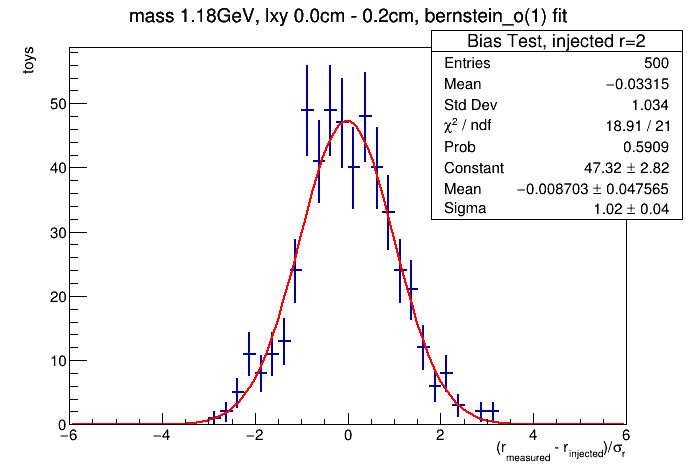 mass 1.18GeV, lxy 0.0cm - 0.2cm, bernstein_o(1) fit
toys
Bias Test, injected r=2
Entries 500
Mean −0.03315
Std Dev 1.034
χ² / ndf 18.91 / 21
Prob 0.5909
Constant 47.32 ± 2.82
Mean −0.008703 ± 0.047565
Sigma 1.02 ± 0.04
50
40
30
20
10
0
−6 −4 −2 0 2 4 6
(r_measured - r_injected)/σ_r